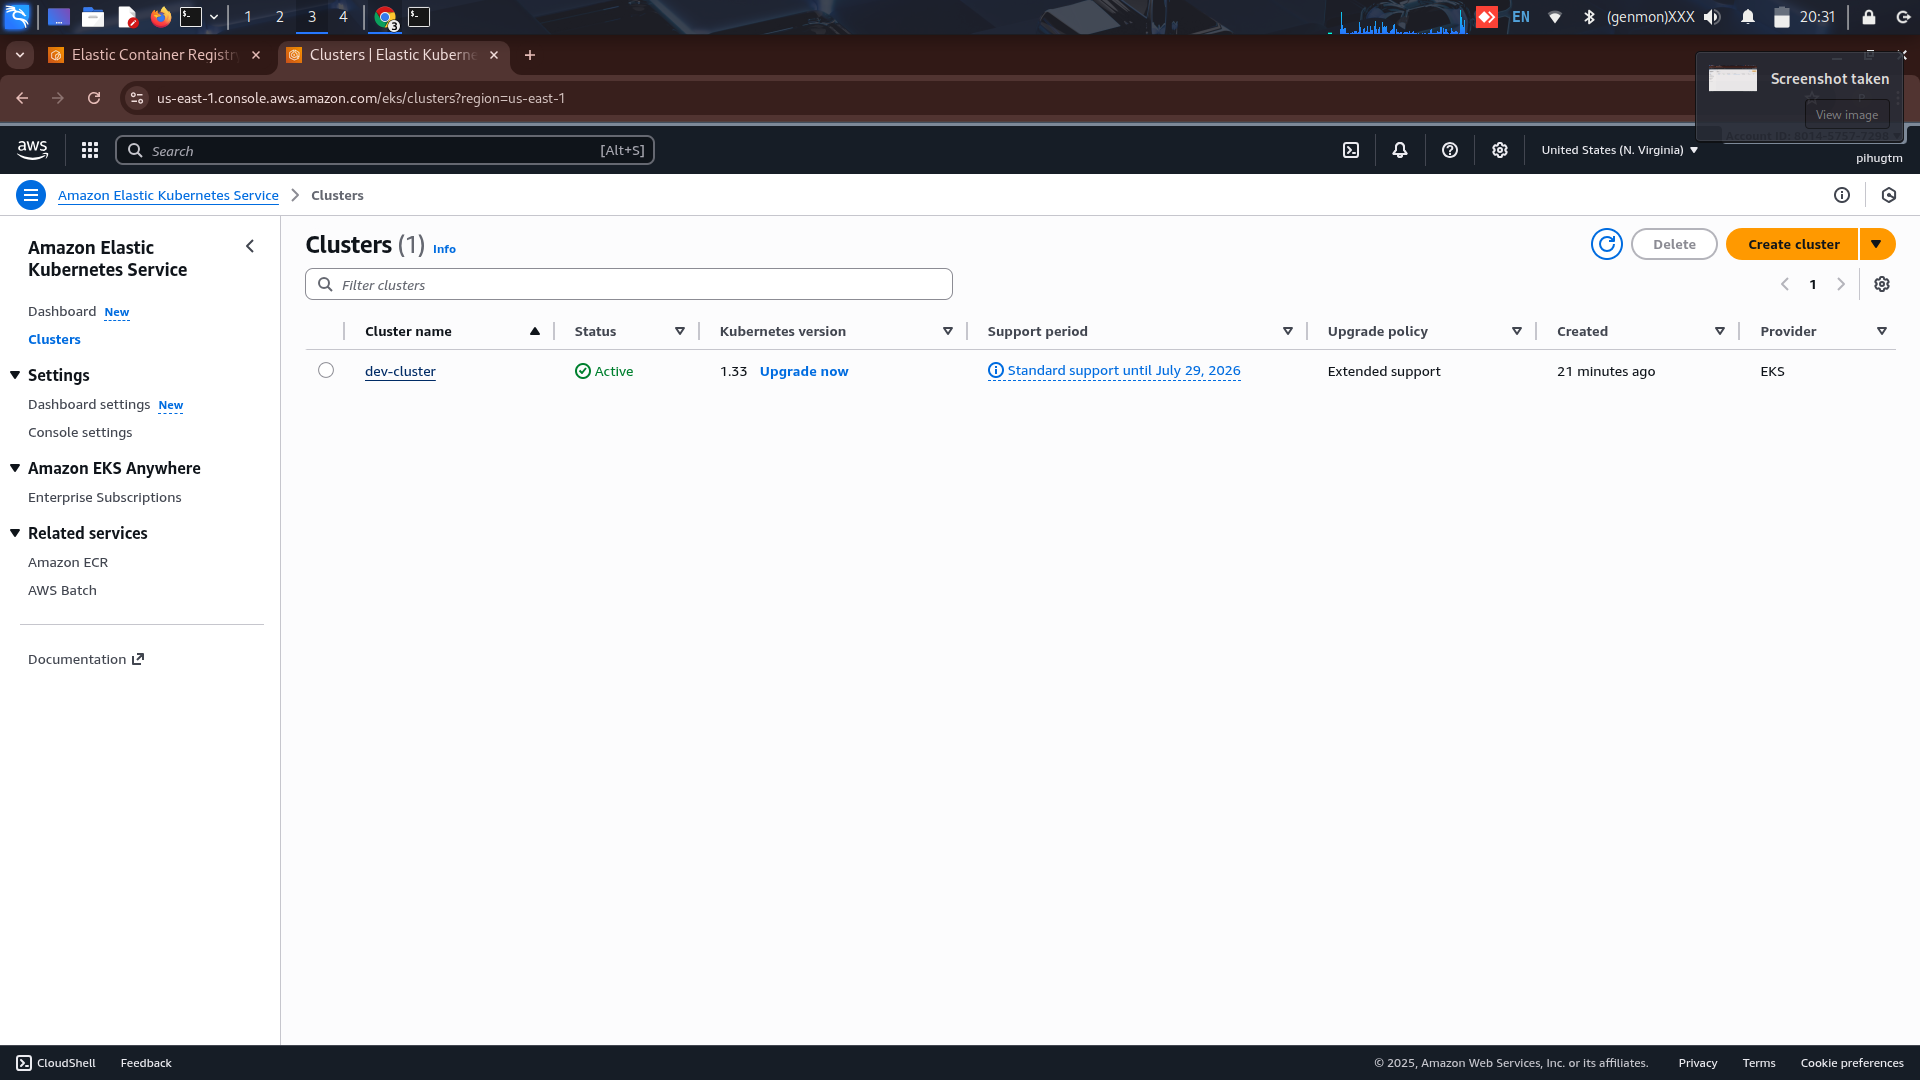 1 2 3 4 3 EN (genmon)XXX 20:31
Elastic Container Registr
Clusters | Elastic Kuberne
us-east-1.console.aws.amazon.com/eks/clusters?region=us-east-1
Screenshot taken
View image
aws
Search [Alt+S]
United States (N. Virginia)
pihugtm
Amazon Elastic Kubernetes Service
Clusters
Amazon Elastic
Kubernetes Service
Dashboard New
Clusters
Settings
Dashboard settings New
Console settings
Amazon EKS Anywhere
Enterprise Subscriptions
Related services
Amazon ECR
AWS Batch
Documentation
Clusters (1) Info
Delete
Create cluster
Filter clusters
1
Cluster name Status Kubernetes version Support period Upgrade policy Created Provider
dev-cluster Active 1.33 Upgrade now Standard support until July 29, 2026 Extended support 21 minutes ago EKS
CloudShell Feedback
© 2025, Amazon Web Services, Inc. or its affiliates. Privacy Terms Cookie preferences